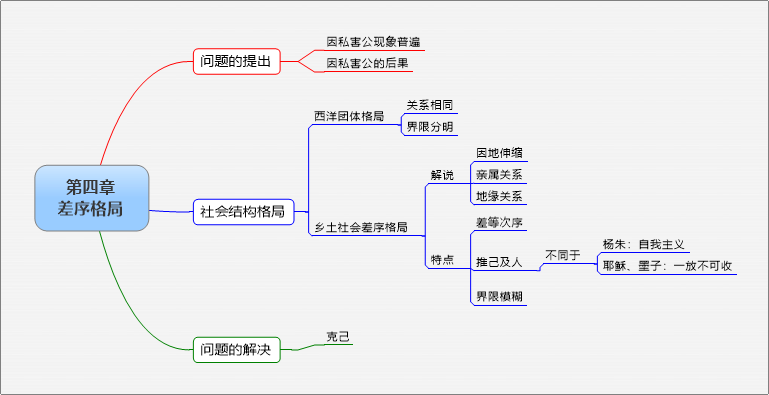 第四章
差序格局
问题的提出
因私害公现象普遍
因私害公的后果
社会结构格局
西洋团体格局
关系相同
界限分明
乡土社会差序格局
解说
因地伸缩
亲属关系
地缘关系
特点
差等次序
推己及人
不同于
杨朱：自我主义
耶稣、墨子：一放不可收
界限模糊
问题的解决
克己